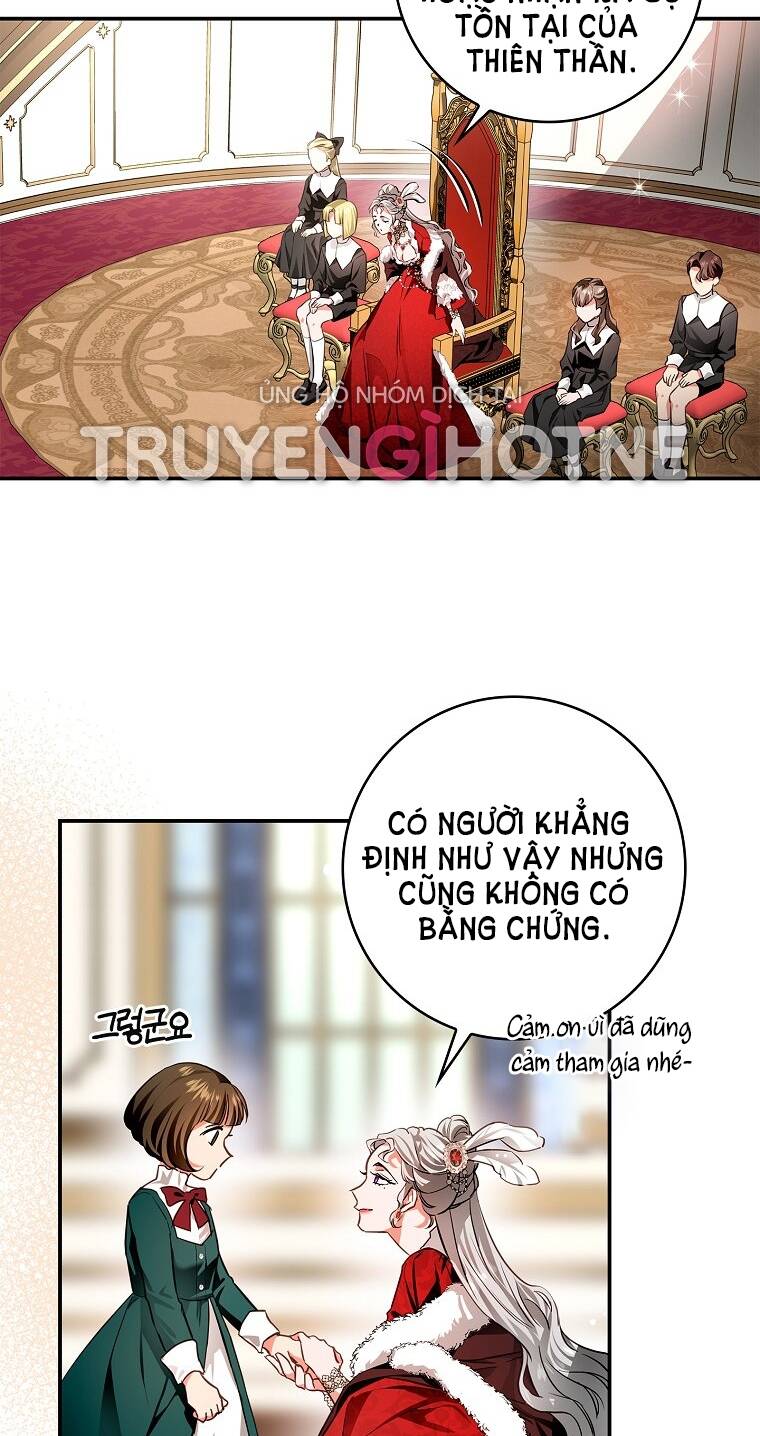 TỒN TẠI CỦA
THIÊN THẦN.
ỦNG HỘ NHÓM DỊCH TẠI
TRUYENGIHOTNE
CÓ NGƯỜI KHẲNG
ĐỊNH NHƯ VẬY NHƯNG
CŨNG KHÔNG CÓ
BẰNG CHỨNG.
그렇군요
Cảm ơn vì đã dũng
cảm tham gia nhé-